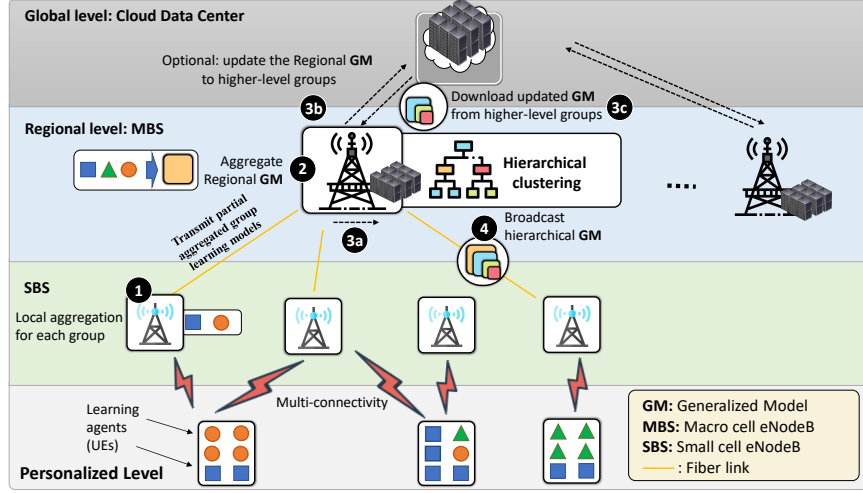 Global level: Cloud Data Center
Optional: update the Regional GM
to higher-level groups
Download updated GM
from higher-level groups
3b
3c
Regional level: MBS
Aggregate
Regional GM
2
Hierarchical
clustering
Transmit partial
aggregated group
learning models
3a
4
Broadcast
hierarchical GM
SBS
1
Local aggregation
for each group
Multi-connectivity
Learning
agents
(UEs)
Personalized Level
GM: Generalized Model
MBS: Macro cell eNodeB
SBS: Small cell eNodeB
: Fiber link